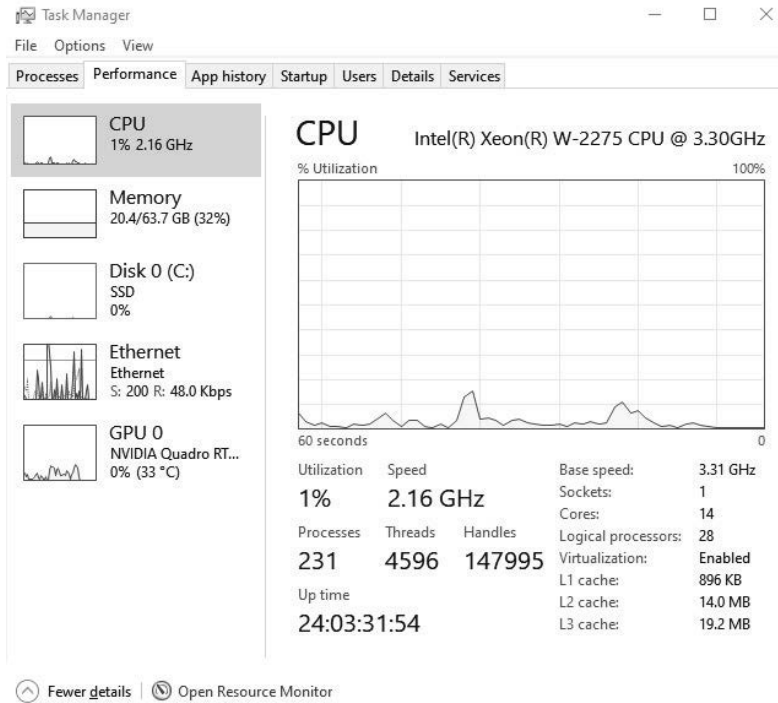 Task Manager
File Options View
Processes Performance App history Startup Users Details Services
CPU
1% 2.16 GHz
Memory
20.4/63.7 GB (32%)
Disk 0 (C:)
SSD
0%
Ethernet
Ethernet
S: 200 R: 48.0 Kbps
GPU 0
NVIDIA Quadro RT...
0% (33 °C)
CPU Intel(R) Xeon(R) W-2275 CPU @ 3.30GHz
% Utilization 100%
60 seconds 0
Utilization Speed
1% 2.16 GHz
Processes Threads Handles
231 4596 147995
Up time
24:03:31:54
Base speed: 3.31 GHz
Sockets: 1
Cores: 14
Logical processors: 28
Virtualization: Enabled
L1 cache: 896 KB
L2 cache: 14.0 MB
L3 cache: 19.2 MB
Fewer details Open Resource Monitor